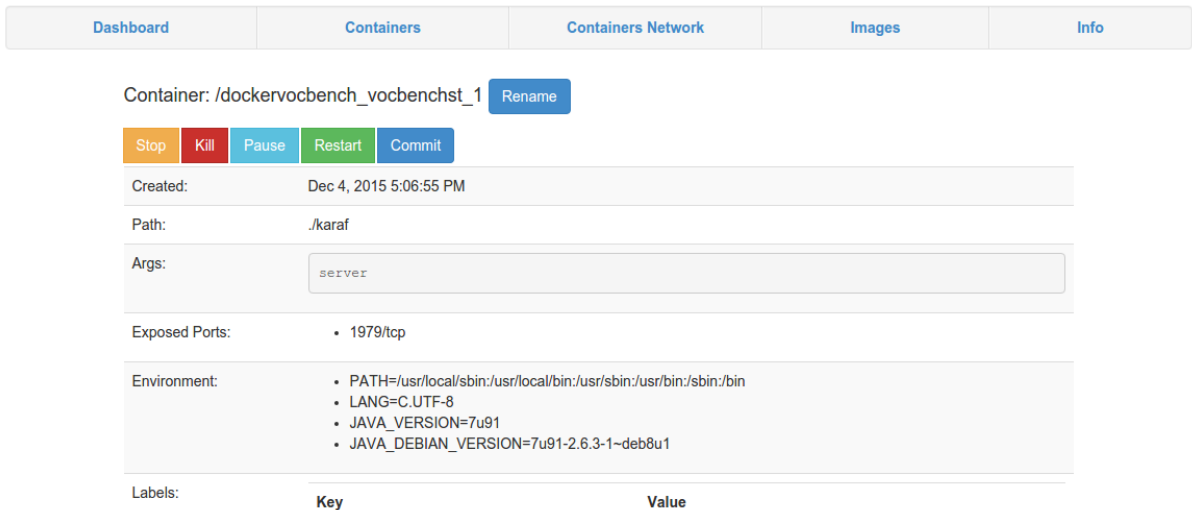 Dashboard Containers Containers Network Images Info
Container: /dockervocbench_vocbenchst_1 Rename
Stop Kill Pause Restart Commit
Created: Dec 4, 2015 5:06:55 PM
Path: ./karaf
Args: server
Exposed Ports: • 1979/tcp
Environment: • PATH=/usr/local/sbin:/usr/local/bin:/usr/sbin:/usr/bin:/sbin:/bin
• LANG=C.UTF-8
• JAVA_VERSION=7u91
• JAVA_DEBIAN_VERSION=7u91-2.6.3-1~deb8u1
Labels: Key Value